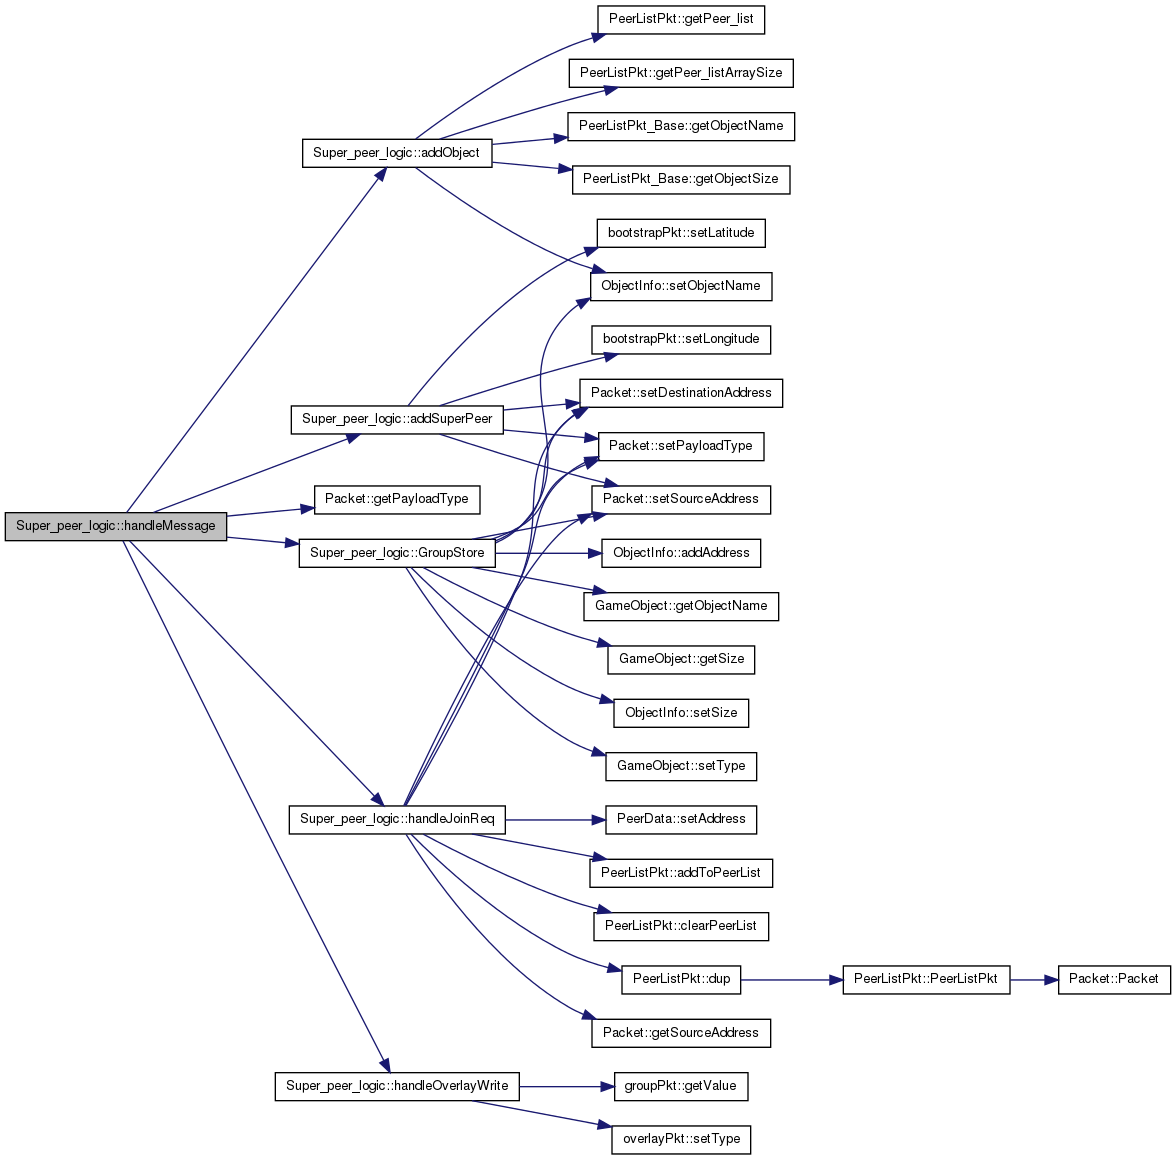 PeerListPkt::getPeer_list
PeerListPkt::getPeer_listArraySize
PeerListPkt_Base::getObjectName
Super_peer_logic::addObject
PeerListPkt_Base::getObjectSize
bootstrapPkt::setLatitude
ObjectInfo::setObjectName
bootstrapPkt::setLongitude
Packet::setDestinationAddress
Super_peer_logic::addSuperPeer
Packet::setPayloadType
Packet::getPayloadType
Packet::setSourceAddress
Super_peer_logic::handleMessage
Super_peer_logic::GroupStore
ObjectInfo::addAddress
GameObject::getObjectName
GameObject::getSize
ObjectInfo::setSize
GameObject::setType
Super_peer_logic::handleJoinReq
PeerData::setAddress
PeerListPkt::addToPeerList
PeerListPkt::clearPeerList
PeerListPkt::dup
PeerListPkt::PeerListPkt
Packet::Packet
Packet::getSourceAddress
Super_peer_logic::handleOverlayWrite
groupPkt::getValue
overlayPkt::setType